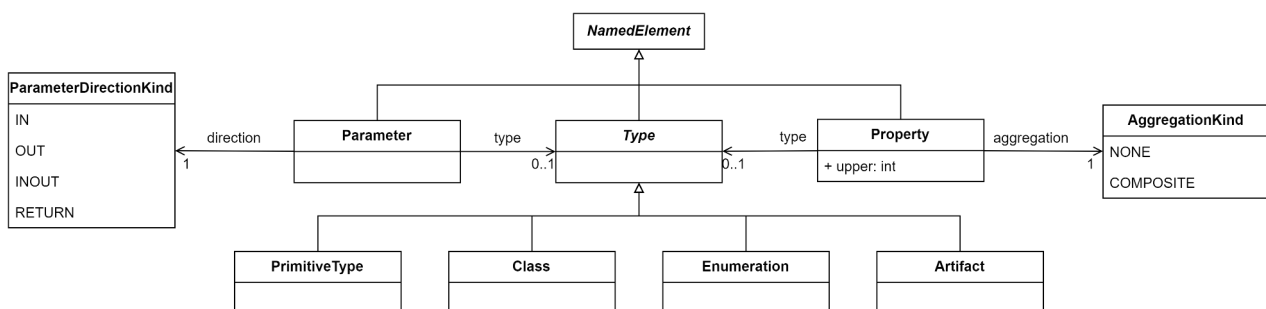 NamedElement
ParameterDirectionKind
IN
OUT
INOUT
RETURN
direction
1
Parameter
type
0..1
Type
type
0..1
Property
+ upper: int
aggregation
1
AggregationKind
NONE
COMPOSITE
PrimitiveType
Class
Enumeration
Artifact